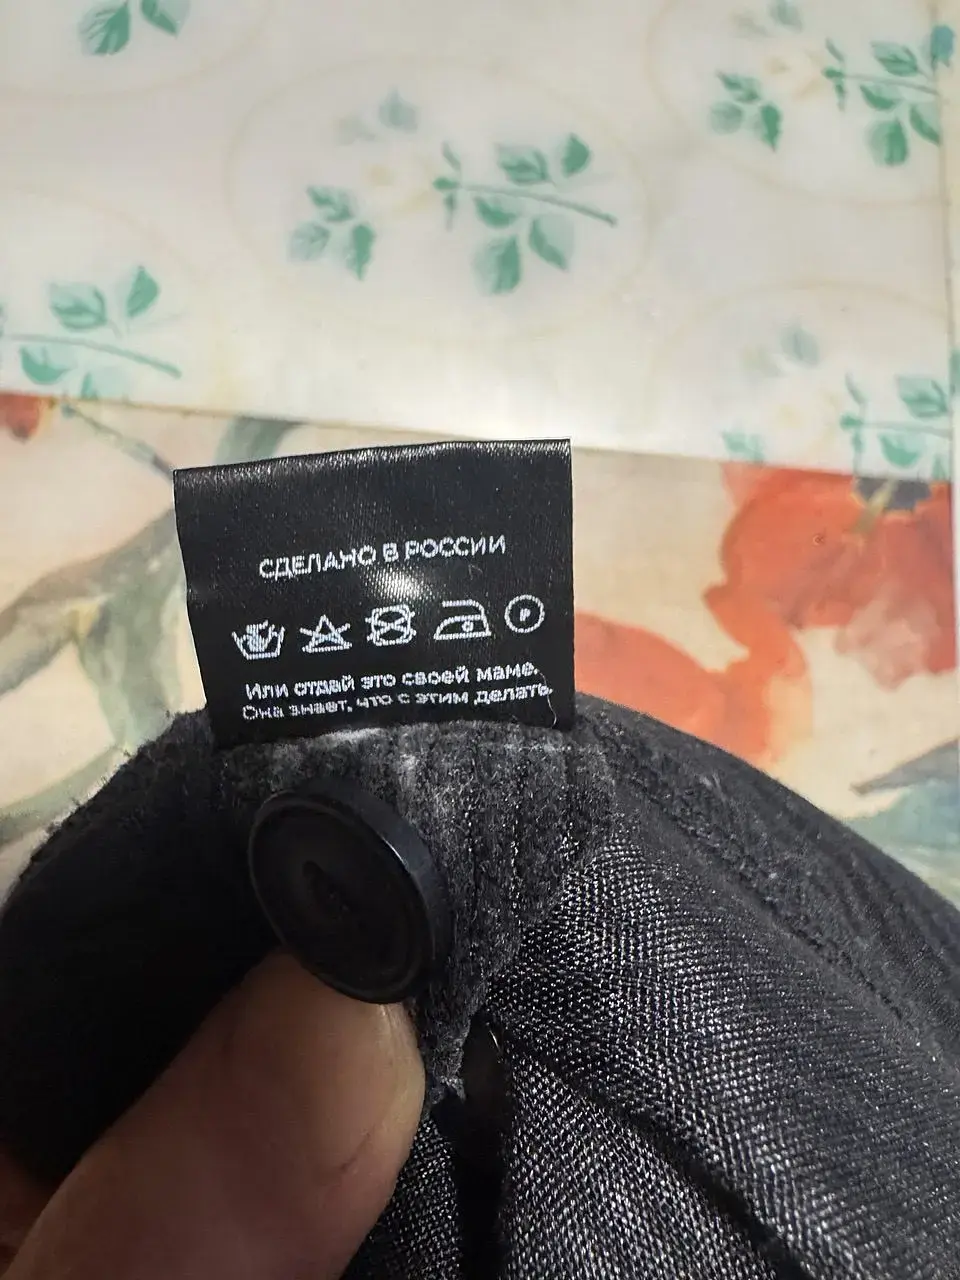 СДЕЛАНО В РОССИИ
P
Или отдай это своей маме.
Она знает, что с этим делать.